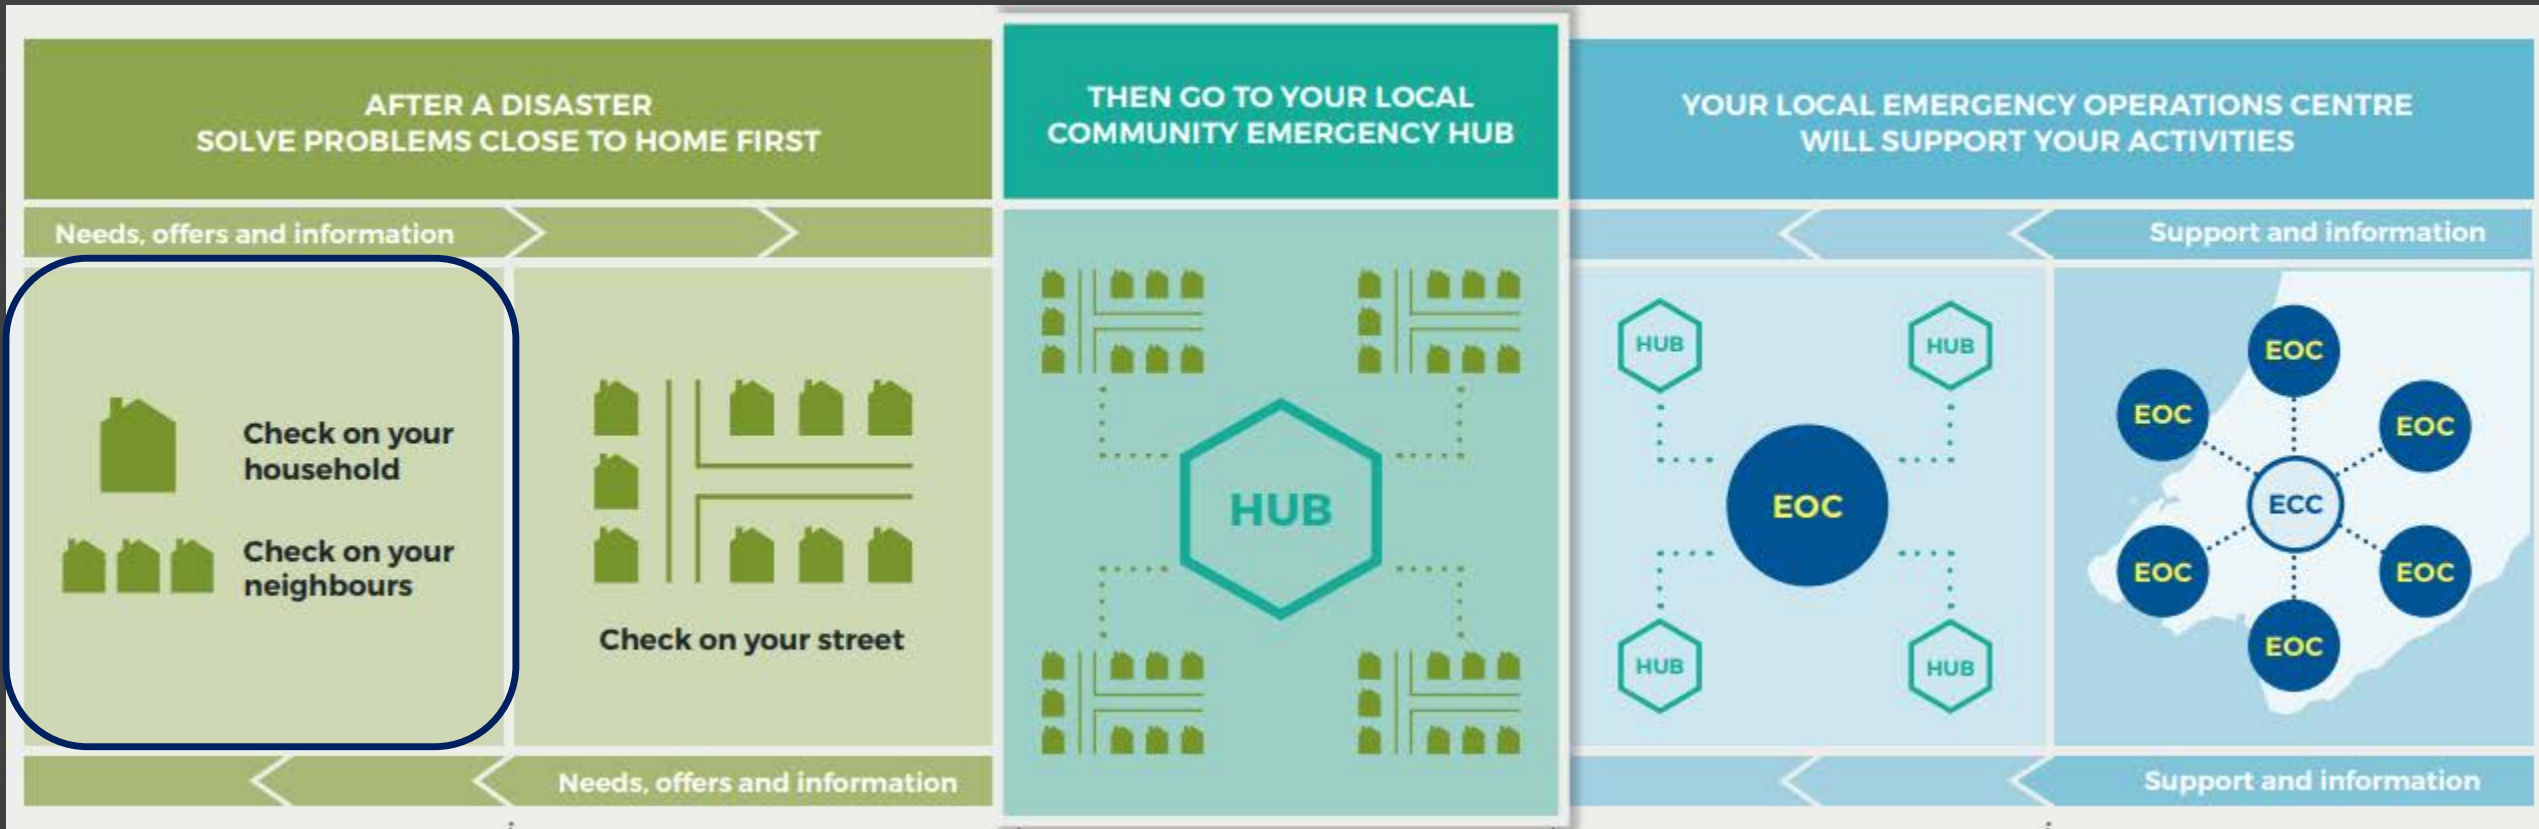 AFTER A DISASTER
SOLVE PROBLEMS CLOSE TO HOME FIRST
Needs, offers and information
Check on your
household
Check on your
neighbours
Check on your street
Needs, offers and information
THEN GO TO YOUR LOCAL
COMMUNITY EMERGENCY HUB
HUB
YOUR LOCAL EMERGENCY OPERATIONS CENTRE
WILL SUPPORT YOUR ACTIVITIES
Support and information
HUB
HUB
EOC
HUB
HUB
EOC
EOC
EOC
ECC
EOC
EOC
EOC
Support and information